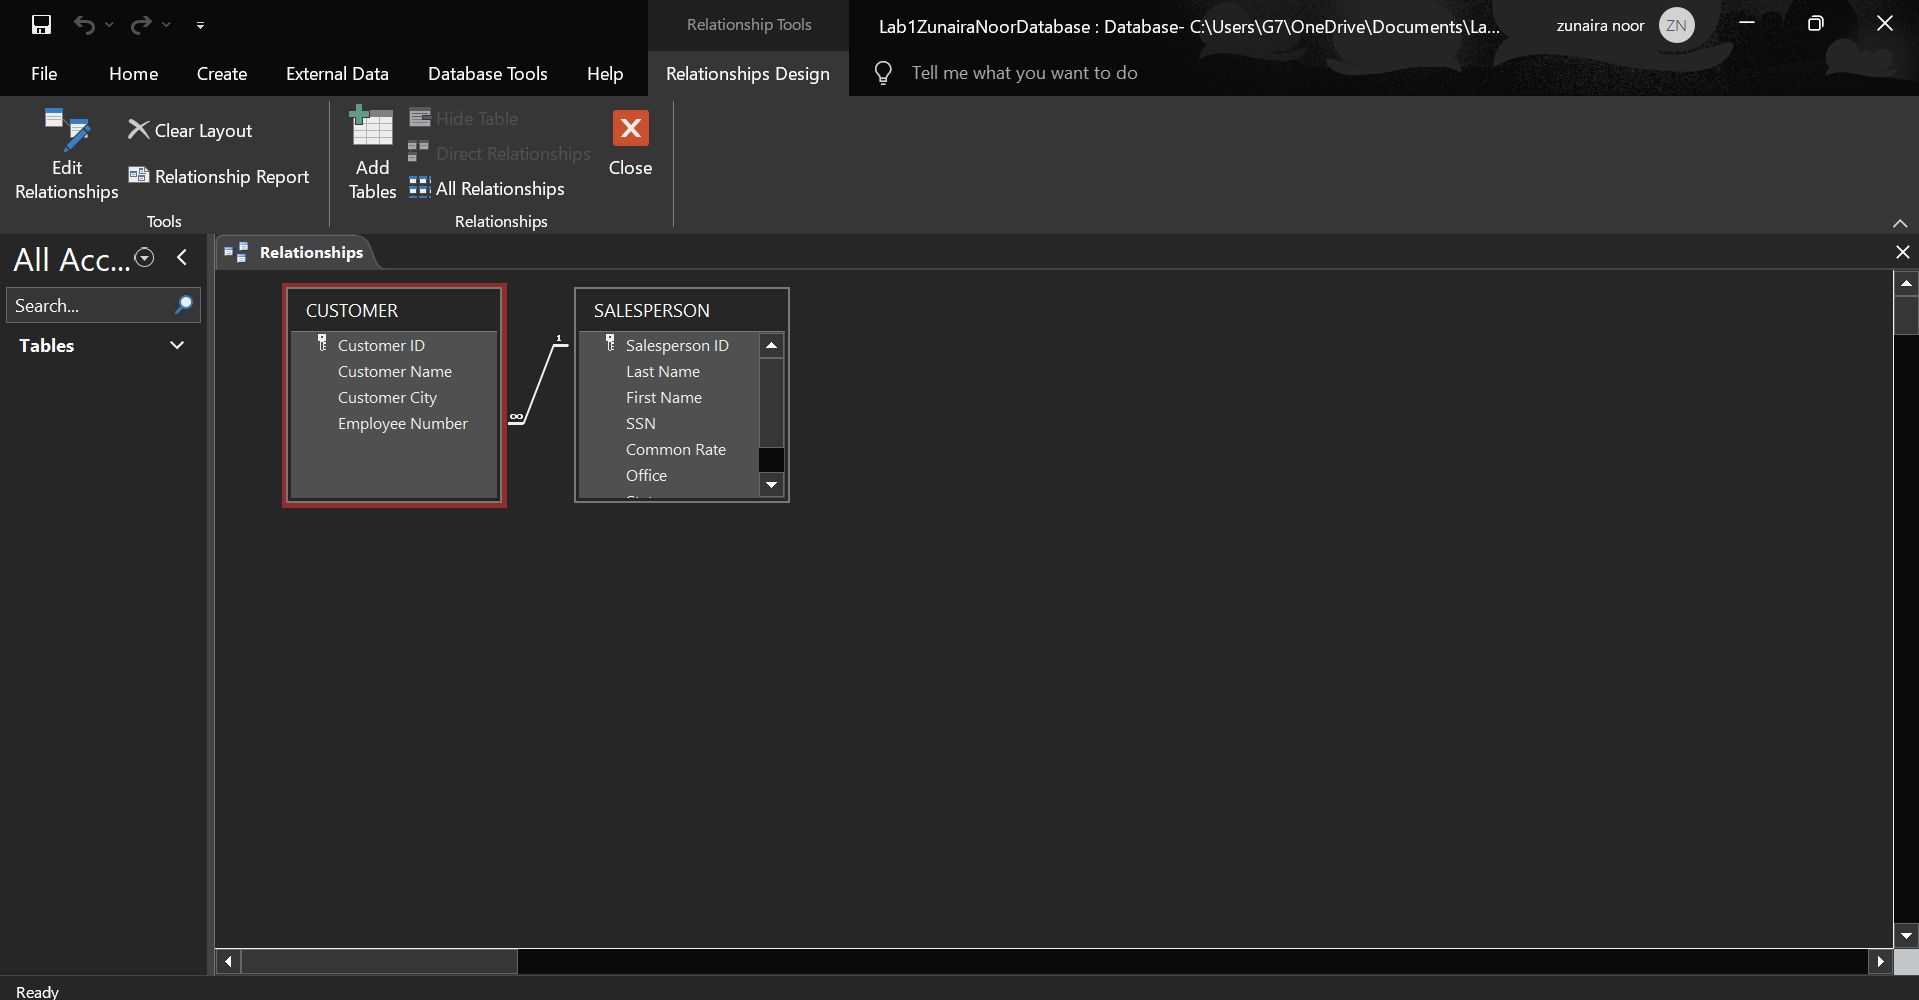 Relationship Tools
Lab1ZunairaNoorDatabase : Database- C:\Users\G7\OneDrive\Documents\La...
zunaira noor
ZN
File
Home
Create
External Data
Database Tools
Help
Relationships Design
Tell me what you want to do
Edit
Relationships
Clear Layout
Relationship Report
Tools
Add
Tables
Hide Table
Direct Relationships
All Relationships
Close
Relationships
All Acc...
Search...
Tables
Relationships
CUSTOMER
Customer ID
Customer Name
Customer City
Employee Number
1
∞
SALESPERSON
Salesperson ID
Last Name
First Name
SSN
Common Rate
Office
Ready